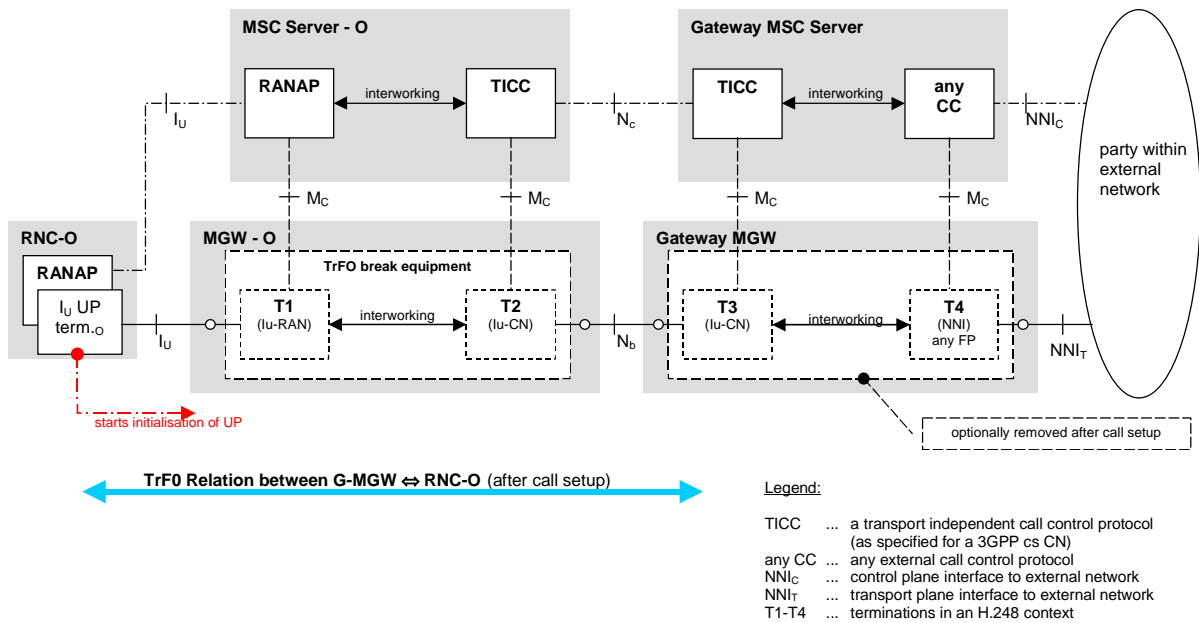 MSC Server - O
Gateway MSC Server
RANAP
interworking
TICC
TICC
interworking
any
CC
IU
Nc
NNIC
party within
external
network
MC
MC
MC
MC
RNC-O
MGW - O
Gateway MGW
RANAP
TrFO break equipment
IU UP
term.O
T1
(Iu-RAN)
interworking
T2
(Iu-CN)
T3
(Iu-CN)
interworking
T4
(NNI)
any FP
IU
Nb
NNIT
starts initialisation of UP
optionally removed after call setup
TrF0 Relation between G-MGW ⇔ RNC-O (after call setup)
Legend:
TICC ... a transport independent call control protocol
(as specified for a 3GPP cs CN)
any CC ... any external call control protocol
NNIC ... control plane interface to external network
NNIT ... transport plane interface to external network
T1-T4 ... terminations in an H.248 context